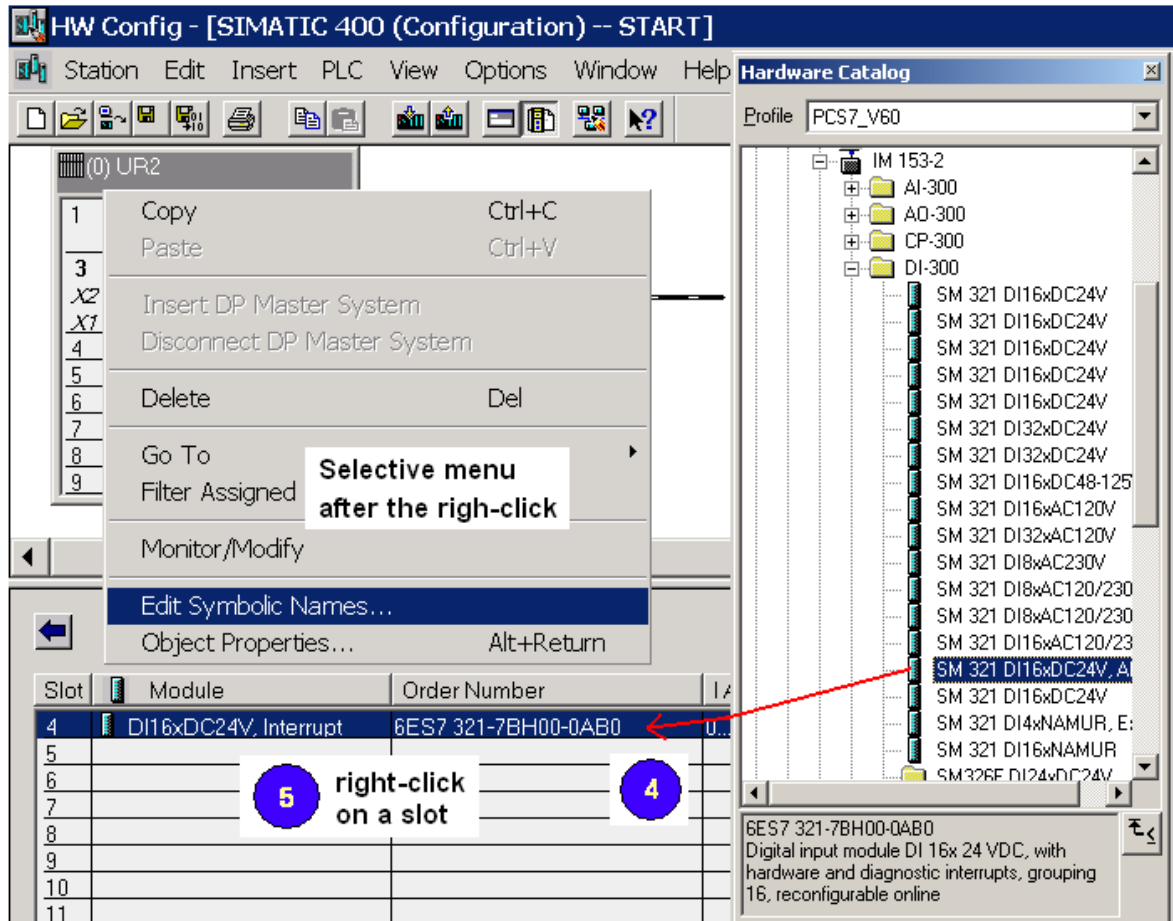 HW Config - [SIMATIC 400 (Configuration) -- START]
Station Edit Insert PLC View Options Window Help
(0) UR2
1
3
X2
X1
4
5
6
7
8
9
Copy Ctrl+C
Paste Ctrl+V
Insert DP Master System
Disconnect DP Master System
Delete Del
Go To
Filter Assigned
Monitor/Modify
Edit Symbolic Names...
Object Properties... Alt+Return
Selective menu
after the righ-click
Slot Module Order Number I
4 DI16xDC24V, Interrupt 6ES7 321-7BH00-0AB0 0...
5
6
7
8
9
10
11
5
right-click
on a slot
4
Hardware Catalog
Profile PCS7_V60
IM 153-2
AI-300
AO-300
CP-300
DI-300
SM 321 DI16xDC24V
SM 321 DI16xDC24V
SM 321 DI16xDC24V
SM 321 DI16xDC24V
SM 321 DI16xDC24V
SM 321 DI32xDC24V
SM 321 DI32xDC24V
SM 321 DI16xDC48-125
SM 321 DI16xAC120V
SM 321 DI32xAC120V
SM 321 DI8xAC230V
SM 321 DI8xAC120/230
SM 321 DI8xAC120/230
SM 321 DI16xAC120/23
SM 321 DI16xDC24V, A
SM 321 DI16xDC24V
SM 321 DI4xNAMUR, E
SM 321 DI16xNAMUR
SM326F DI24xDC24V
6ES7 321-7BH00-0AB0
Digital input module DI 16x 24 VDC, with
hardware and diagnostic interrupts, grouping
16, reconfigurable online